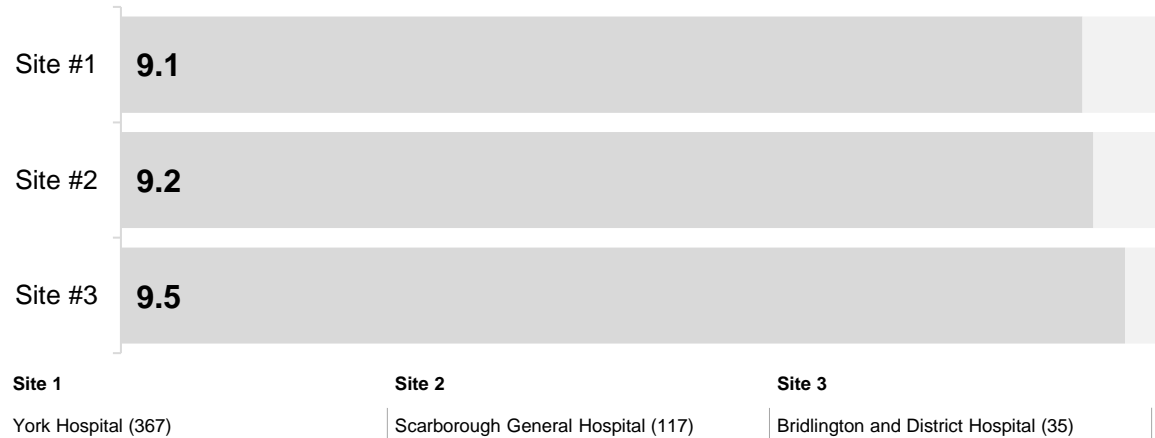 Site #1 9.1
Site #2 9.2
Site #3 9.5
Site 1 Site 2 Site 3
York Hospital (367) Scarborough General Hospital (117) Bridlington and District Hospital (35)